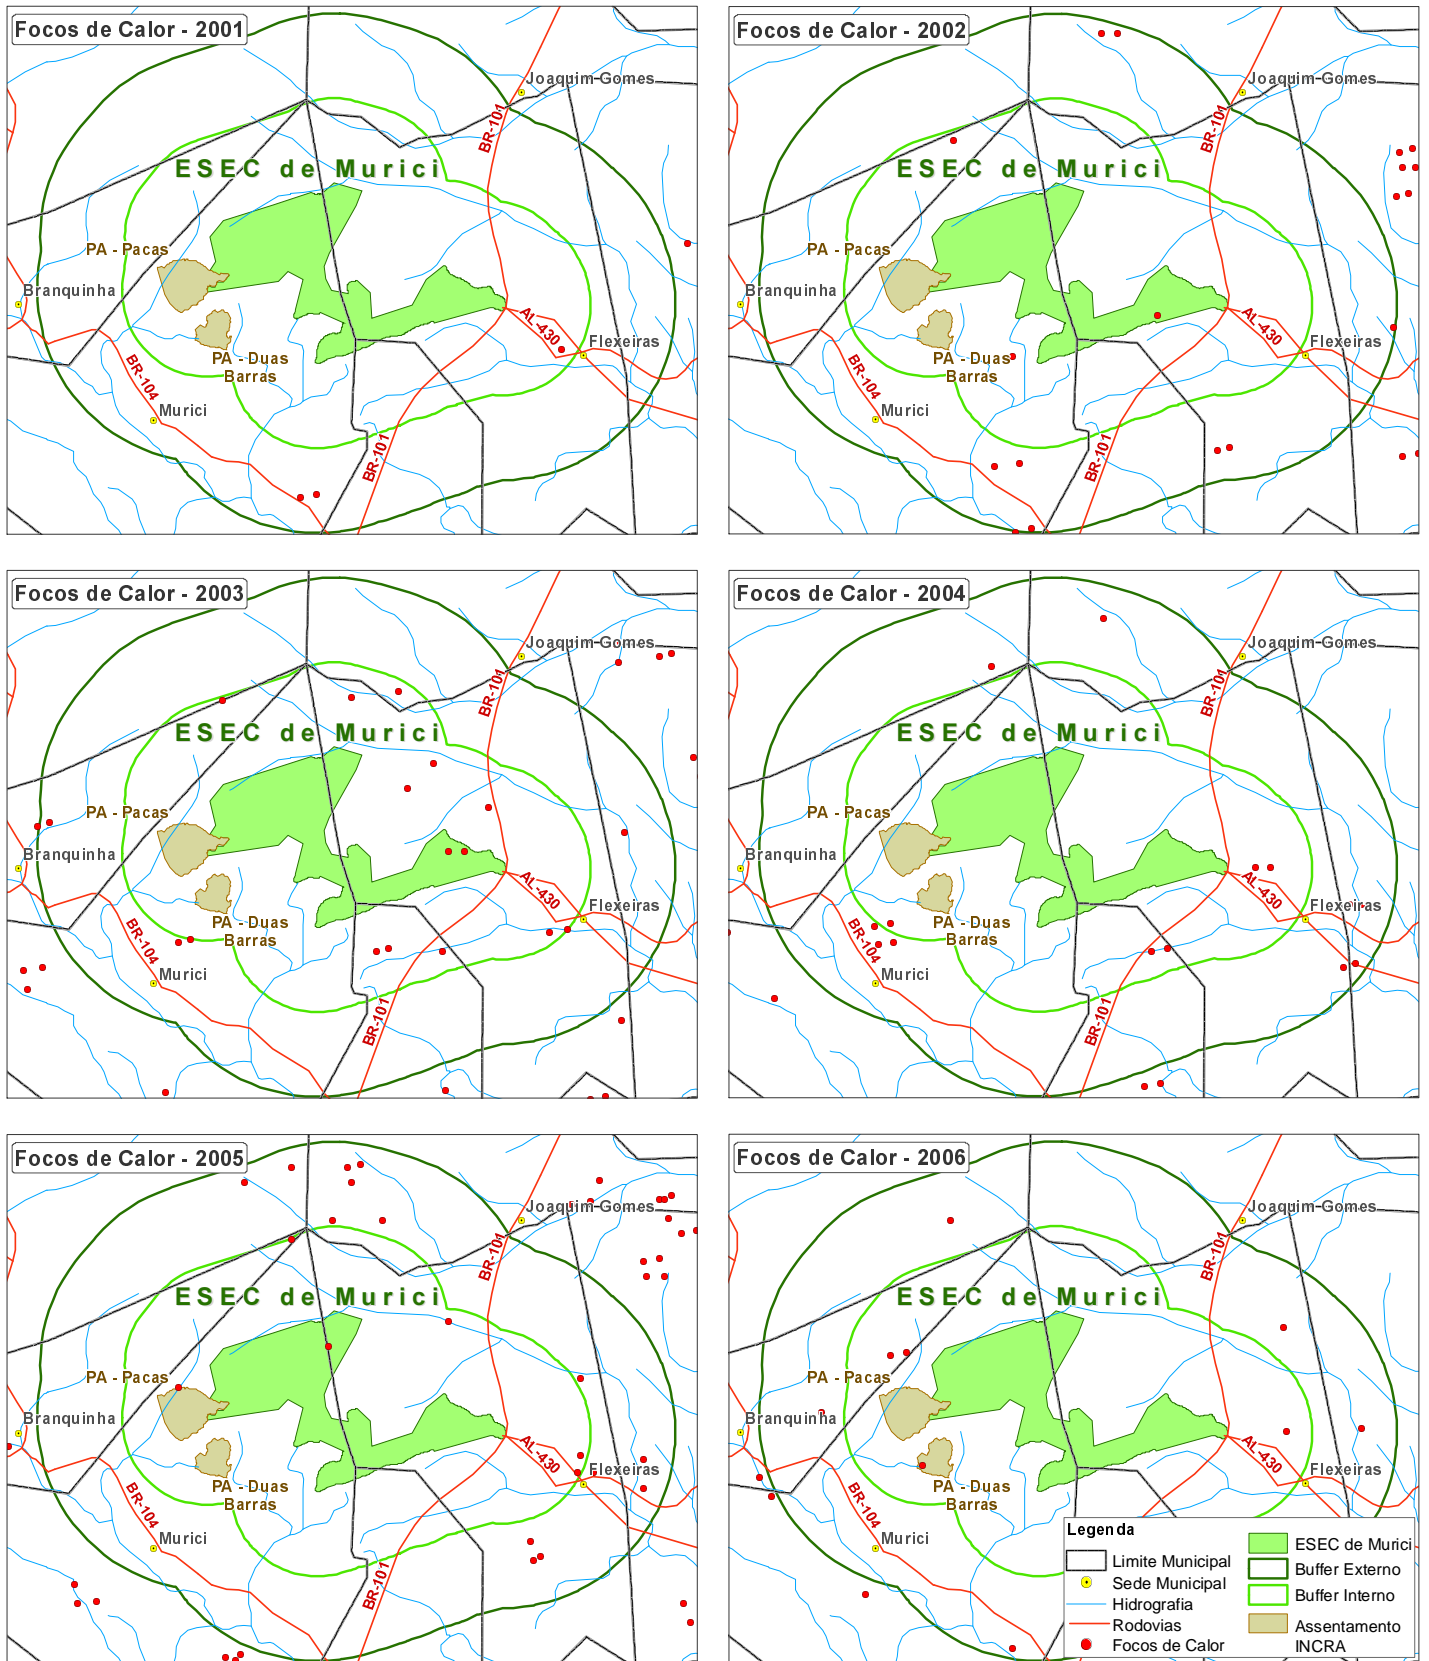 Focos de Calor - 2001
Joaquim Gomes
BR-101
ESEC de Murici
PA - Pacas
Branquinha
AL-430
Flexeiras
PA - Duas
Barras
BR-104
Murici
BR-101
Focos de Calor - 2002
Joaquim Gomes
BR-101
ESEC de Murici
PA - Pacas
Branquinha
AL-430
Flexeiras
PA - Duas
Barras
BR-104
Murici
BR-101
Focos de Calor - 2003
Joaquim Gomes
BR-101
ESEC de Murici
PA - Pacas
Branquinha
AL-430
Flexeiras
PA - Duas
Barras
BR-104
Murici
BR-101
Focos de Calor - 2004
Joaquim Gomes
BR-101
ESEC de Murici
PA - Pacas
Branquinha
AL-430
Flexeiras
PA - Duas
Barras
BR-104
Murici
BR-101
Focos de Calor - 2005
Joaquim Gomes
BR-101
ESEC de Murici
PA - Pacas
Branquinha
AL-430
Flexeiras
PA - Duas
Barras
BR-104
Murici
BR-101
Focos de Calor - 2006
Joaquim Gomes
BR-101
ESEC de Murici
PA - Pacas
Branquinha
AL-430
Flexeiras
PA - Duas
Barras
BR-104
Murici
Legenda
Limite Municipal
Sede Municipal
Hidrografia
Rodovias
Focos de Calor
ESEC de Murici
Buffer Externo
Buffer Interno
Assentamento
INCRA